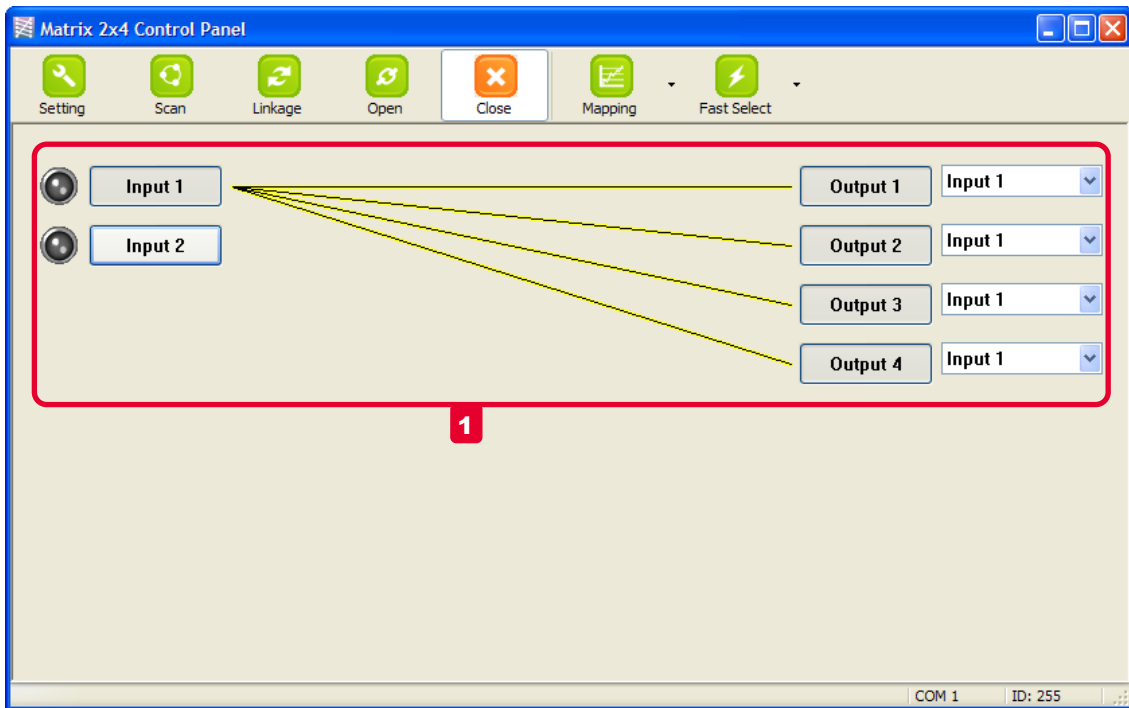 Matrix 2x4 Control Panel
Setting Scan Linkage Open Close Mapping Fast Select
Input 1 Output 1 Input 1
Input 2 Output 2 Input 1
Output 3 Input 1
Output 4 Input 1
1
COM 1 ID: 255